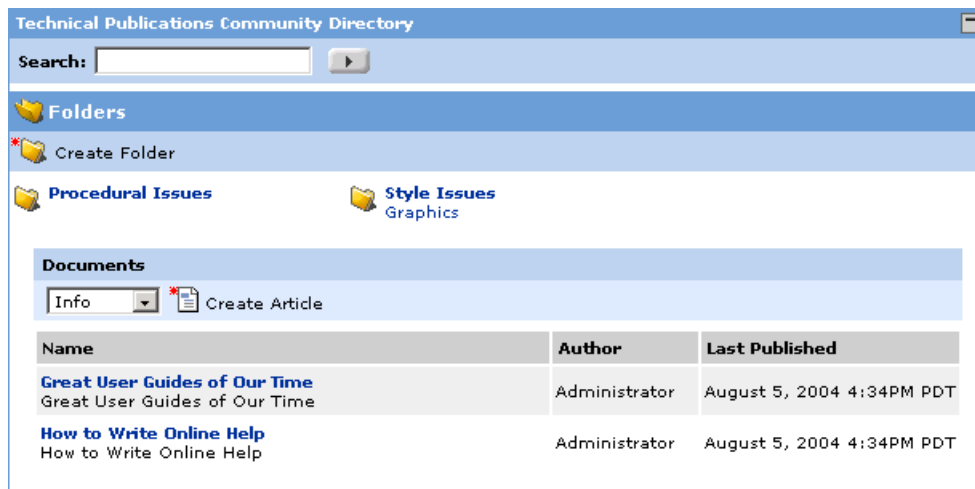 Technical Publications Community Directory
Search:
Folders
Create Folder
Procedural Issues
Style Issues
Graphics
Documents
Info
Create Article
Name Author Last Published
Great User Guides of Our Time
Great User Guides of Our Time
Administrator August 5, 2004 4:34PM PDT
How to Write Online Help
How to Write Online Help
Administrator August 5, 2004 4:34PM PDT